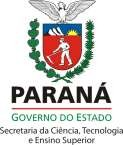 PARANÁ
GOVERNO DO ESTADO
Secretaria da Ciência, Tecnologia
e Ensino Superior